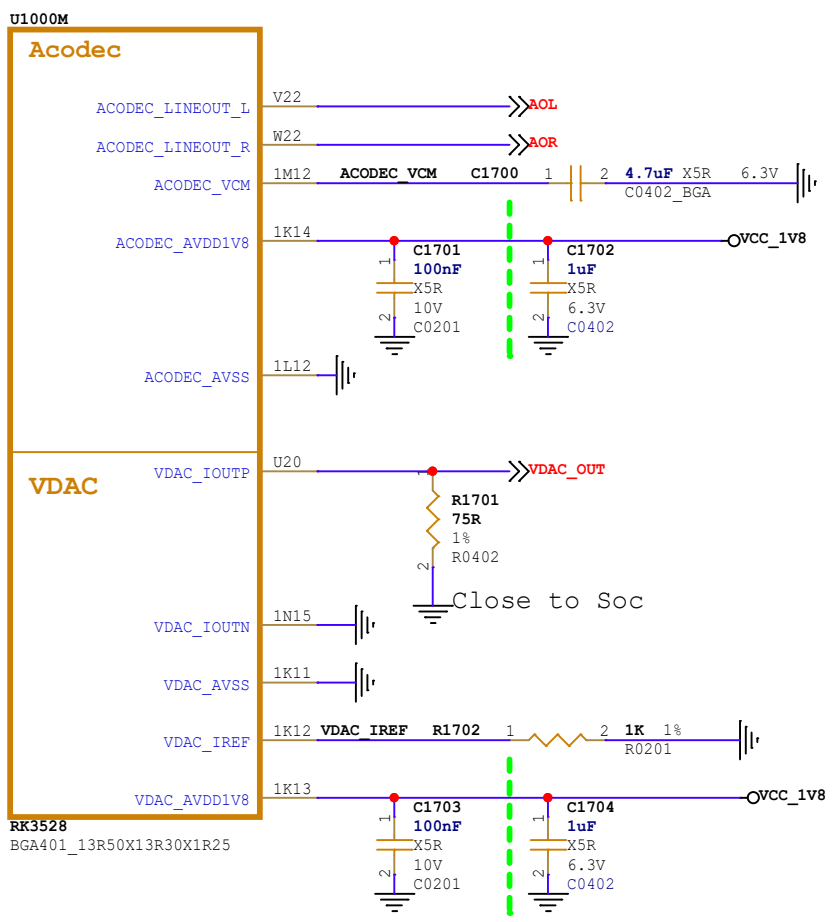 U1000M
Acodec
ACODEC_LINEOUT_L V22 AOL
ACODEC_LINEOUT_R W22 AOR
ACODEC_VCM 1M12 ACODEC_VCM C1700 1 2 4.7uF X5R 6.3V
C0402_BGA
ACODEC_AVDD1V8 1K14 VCC_1V8
C1701 C1702
1 100nF 1 1uF
X5R X5R
10V 6.3V
2 C0201 2 C0402
ACODEC_AVSS 1L12
VDAC
VDAC_IOUTP U20 VDAC_OUT
1
R1701
75R
1%
R0402
2
Close to Soc
VDAC_IOUTN 1N15
VDAC_AVSS 1K11
VDAC_IREF 1K12 VDAC_IREF R1702 1 2 1K 1%
R0201
VDAC_AVDD1V8 1K13 VCC_1V8
C1703 C1704
1 100nF 1 1uF
X5R X5R
10V 6.3V
2 C0201 2 C0402
RK3528
BGA401_13R50X13R30X1R25